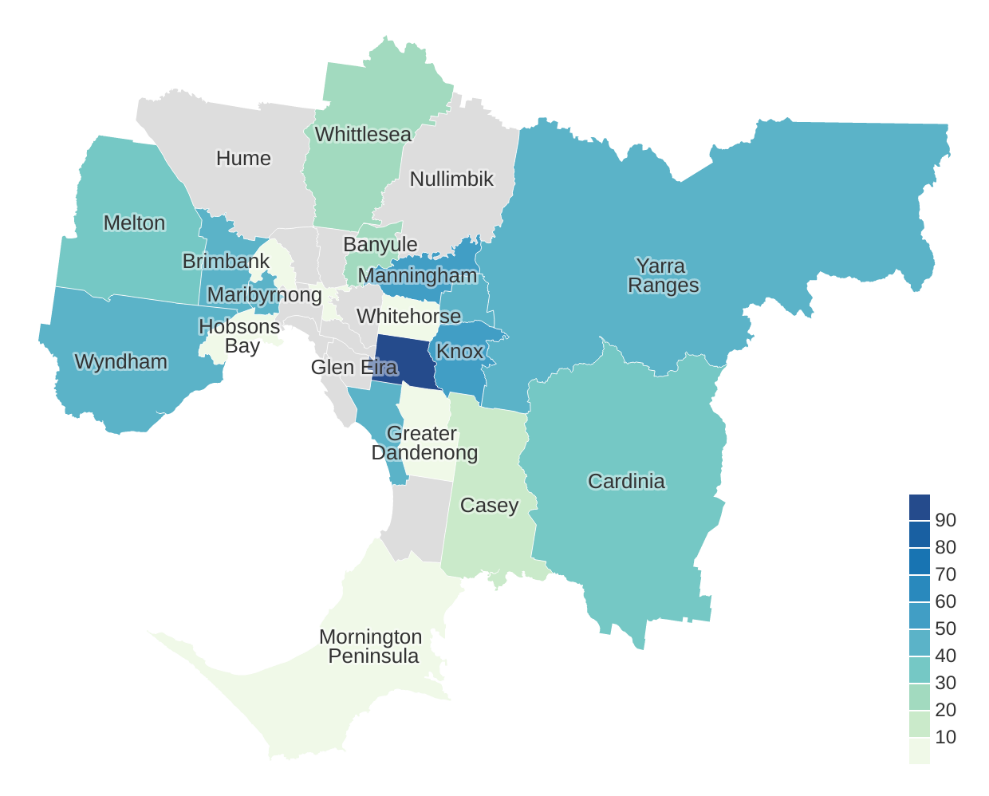 Whittlesea
Hume
Nullimbik
Melton
Banyule
Brimbank
Manningham
Yarra
Ranges
Maribyrnong
Whitehorse
Hobsons
Bay
Knox
Wyndham
Glen Eira
Greater
Dandenong
Cardinia
Casey
Mornington
Peninsula
90
80
70
60
50
40
30
20
10